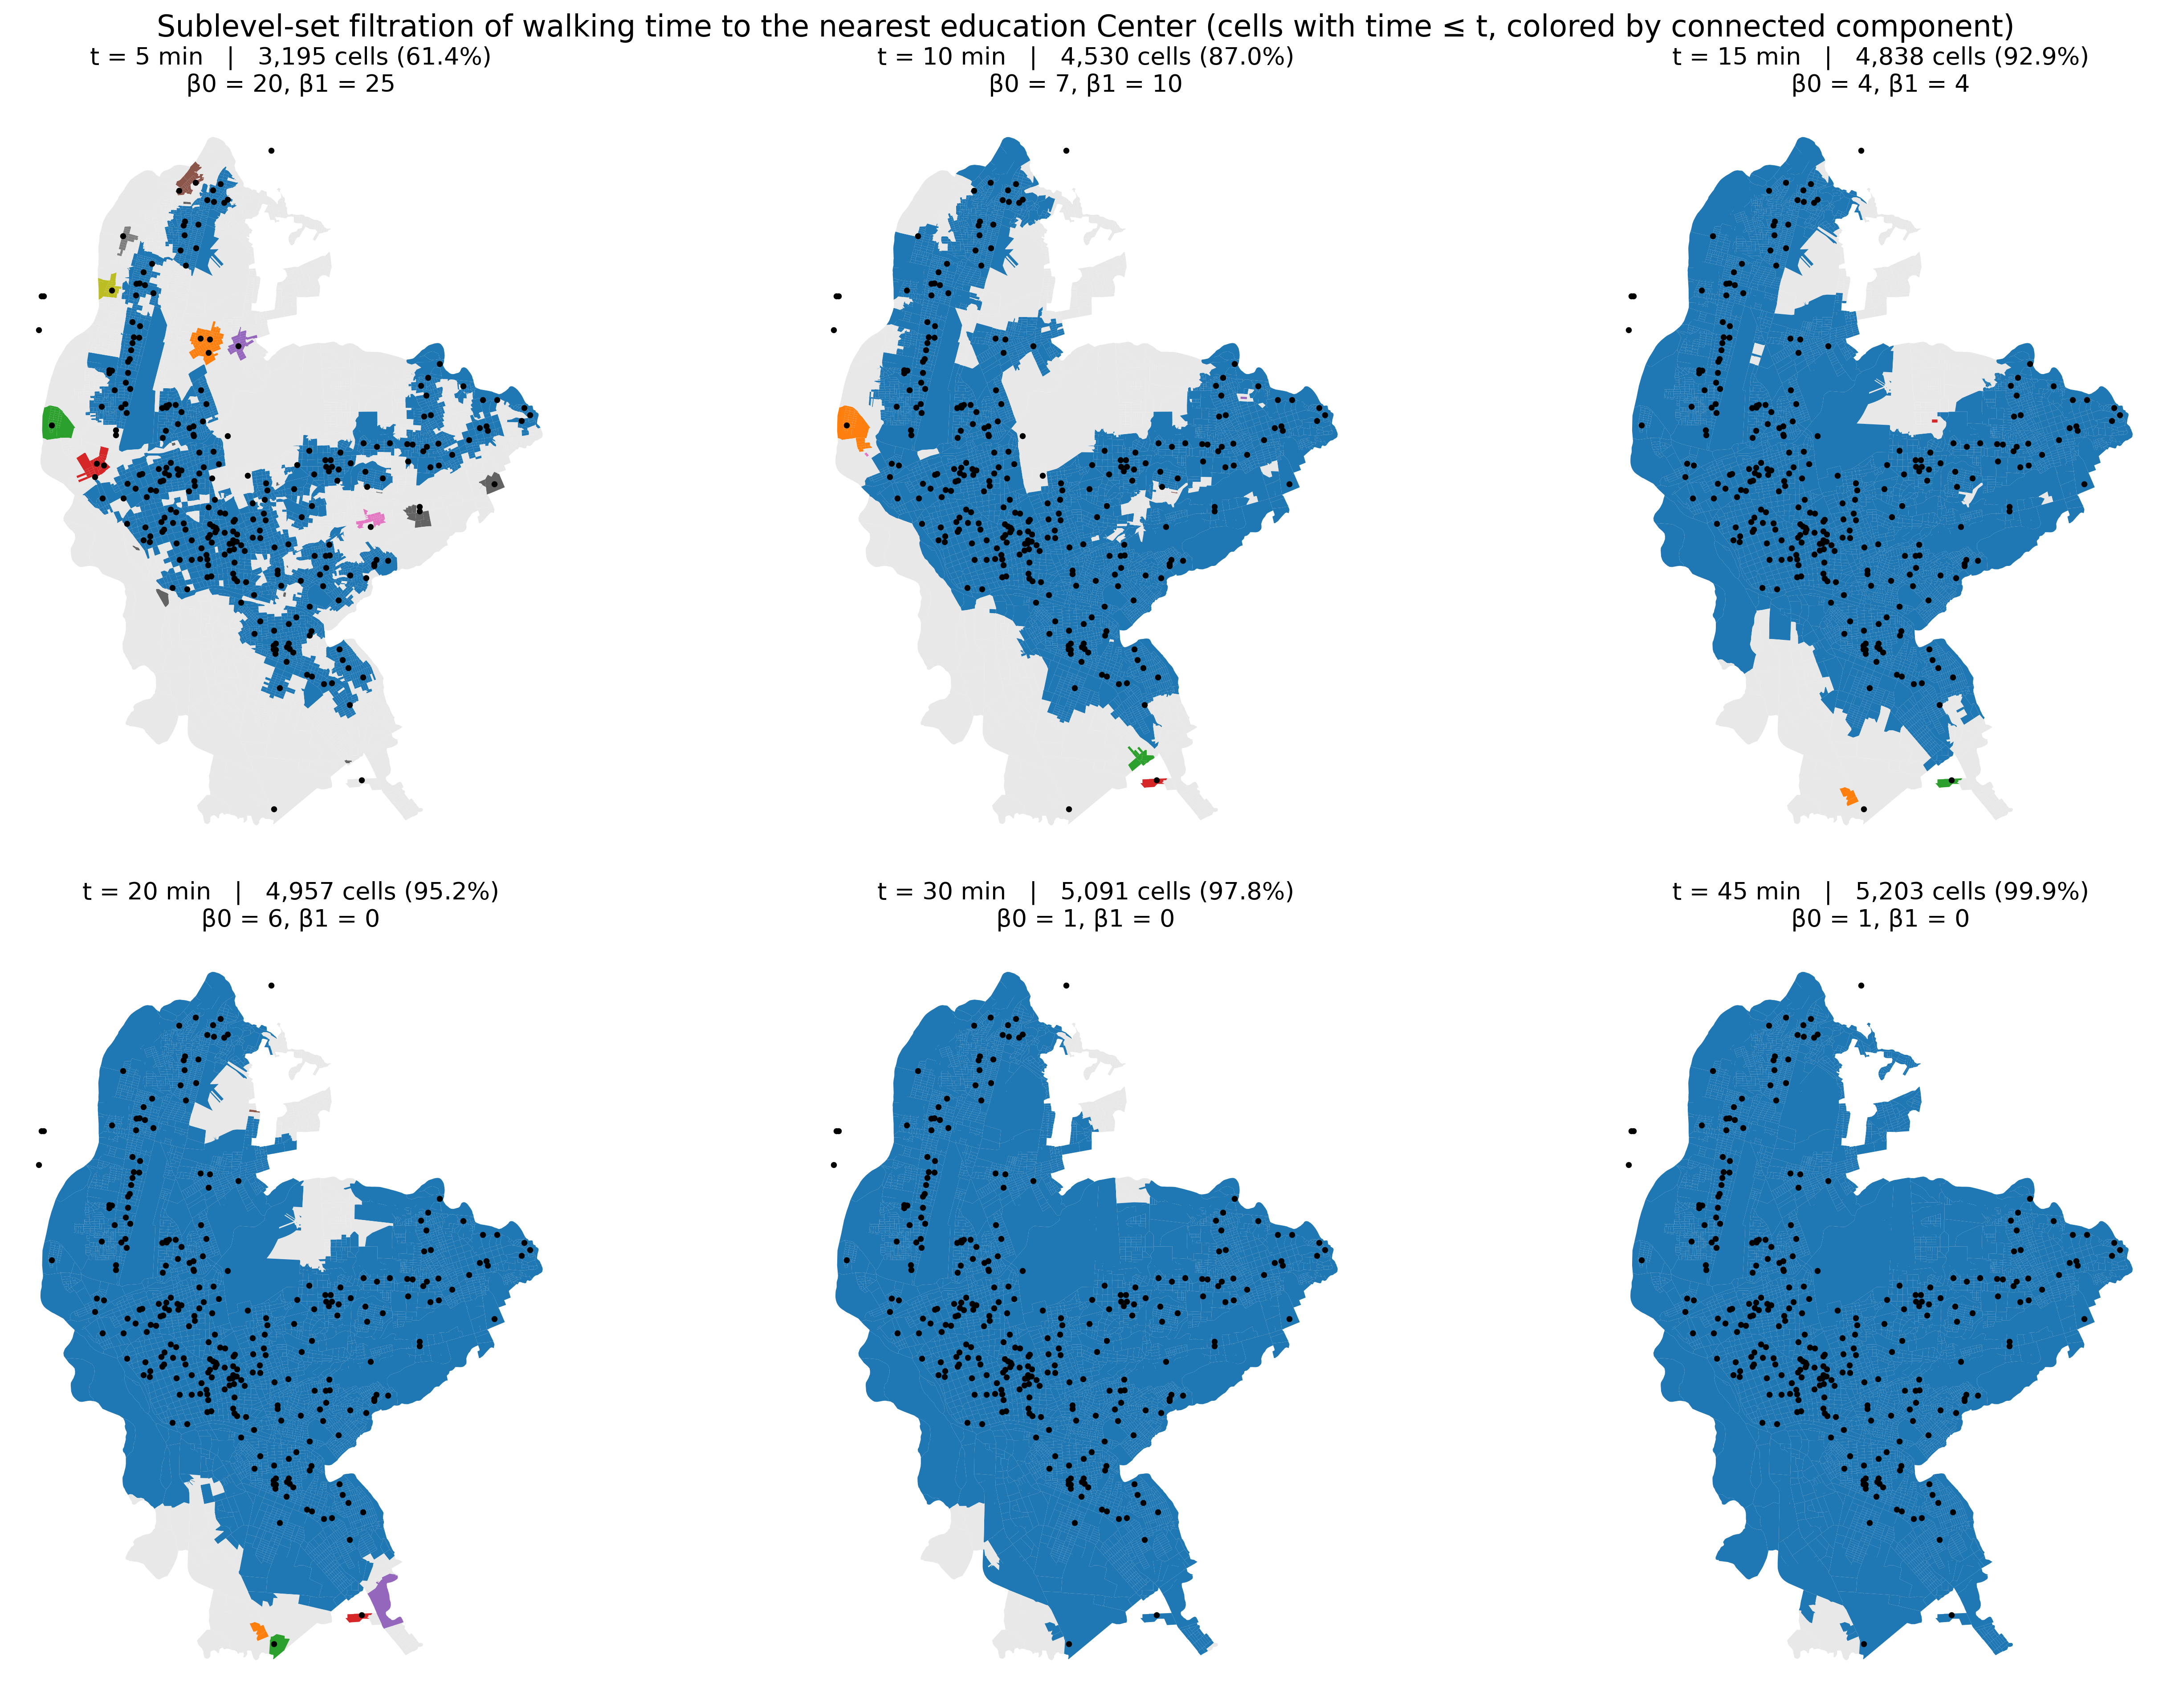 Sublevel-set filtration of walking time to the nearest education Center (cells with time ≤ t, colored by connected component)
t = 5 min | 3,195 cells (61.4%)
β0 = 20, β1 = 25
t = 10 min | 4,530 cells (87.0%)
β0 = 7, β1 = 10
t = 15 min | 4,838 cells (92.9%)
β0 = 4, β1 = 4
t = 20 min | 4,957 cells (95.2%)
β0 = 6, β1 = 0
t = 30 min | 5,091 cells (97.8%)
β0 = 1, β1 = 0
t = 45 min | 5,203 cells (99.9%)
β0 = 1, β1 = 0